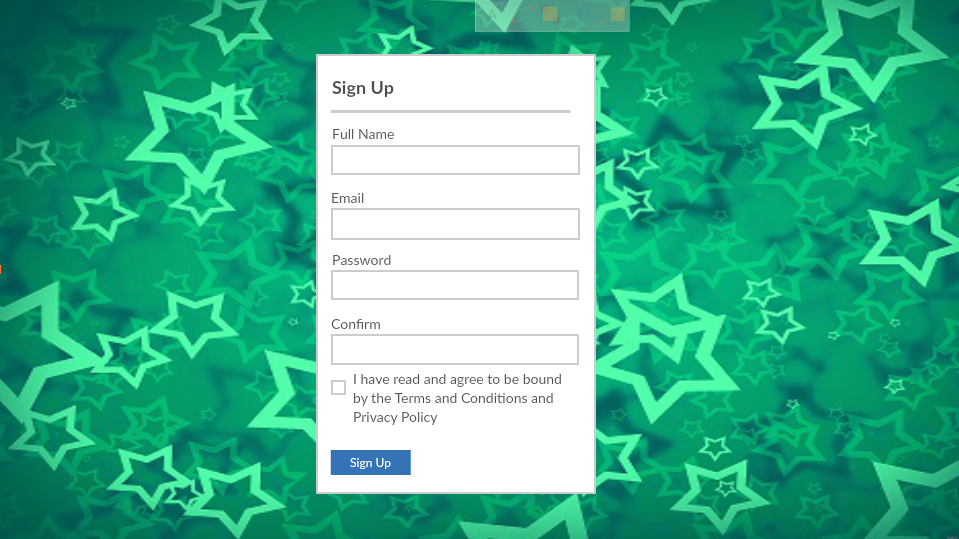 Sign Up
Full Name
Email
Password
Confirm
I have read and agree to be bound
by the Terms and Conditions and
Privacy Policy
Sign Up